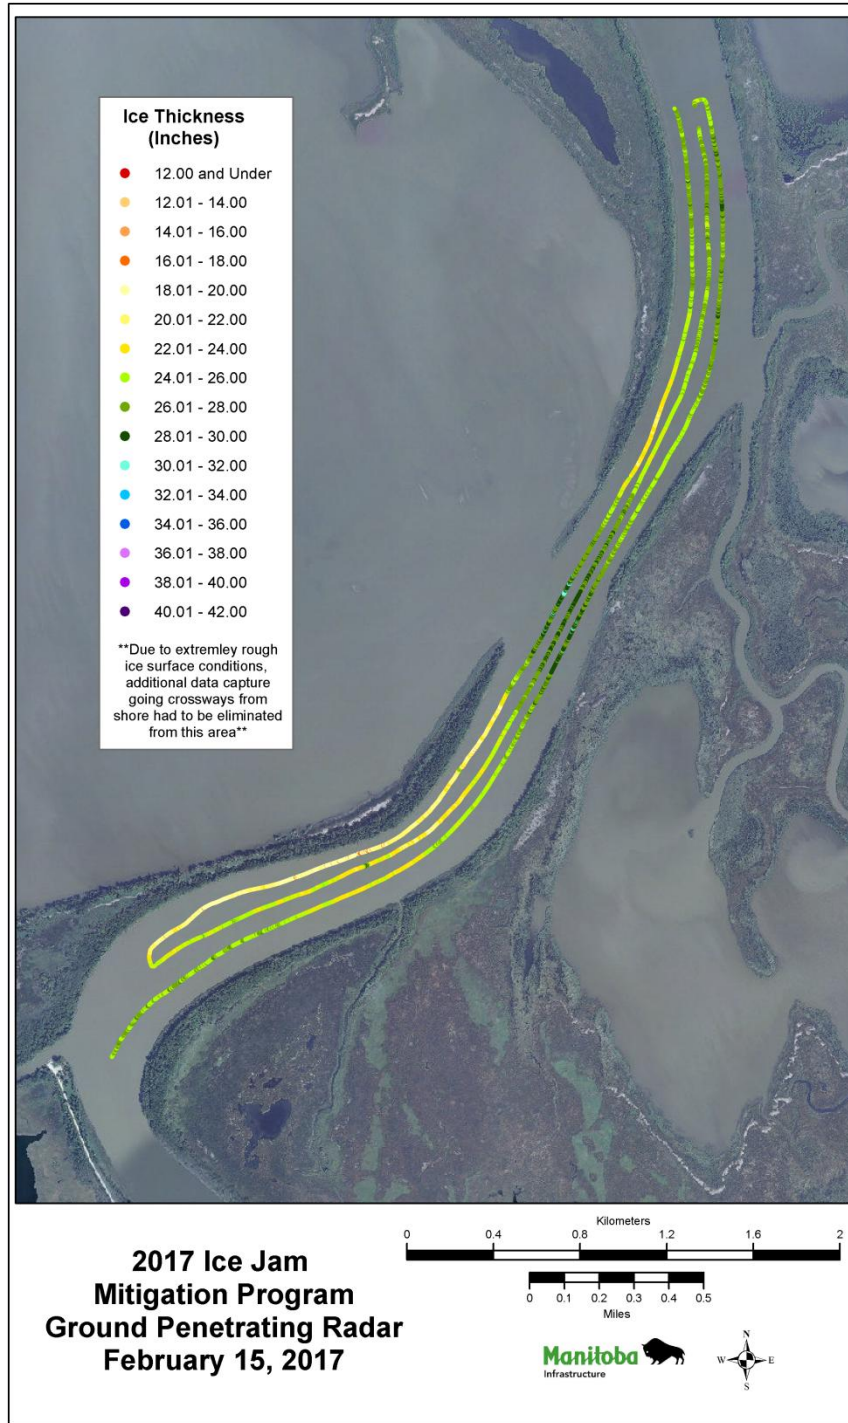 Ice Thickness
(Inches)
12.00 and Under
12.01 - 14.00
14.01 - 16.00
16.01 - 18.00
18.01 - 20.00
20.01 - 22.00
22.01 - 24.00
24.01 - 26.00
26.01 - 28.00
28.01 - 30.00
30.01 - 32.00
32.01 - 34.00
34.01 - 36.00
36.01 - 38.00
38.01 - 40.00
40.01 - 42.00
**Due to extremley rough
ice surface conditions,
additional data capture
going crossways from
shore had to be eliminated
from this area**
Kilometers
0 0.4 0.8 1.2 1.6 2
0 0.1 0.2 0.3 0.4 0.5
Miles
2017 Ice Jam
Mitigation Program
Ground Penetrating Radar
February 15, 2017
Manitoba
Infrastructure
N
W E
S